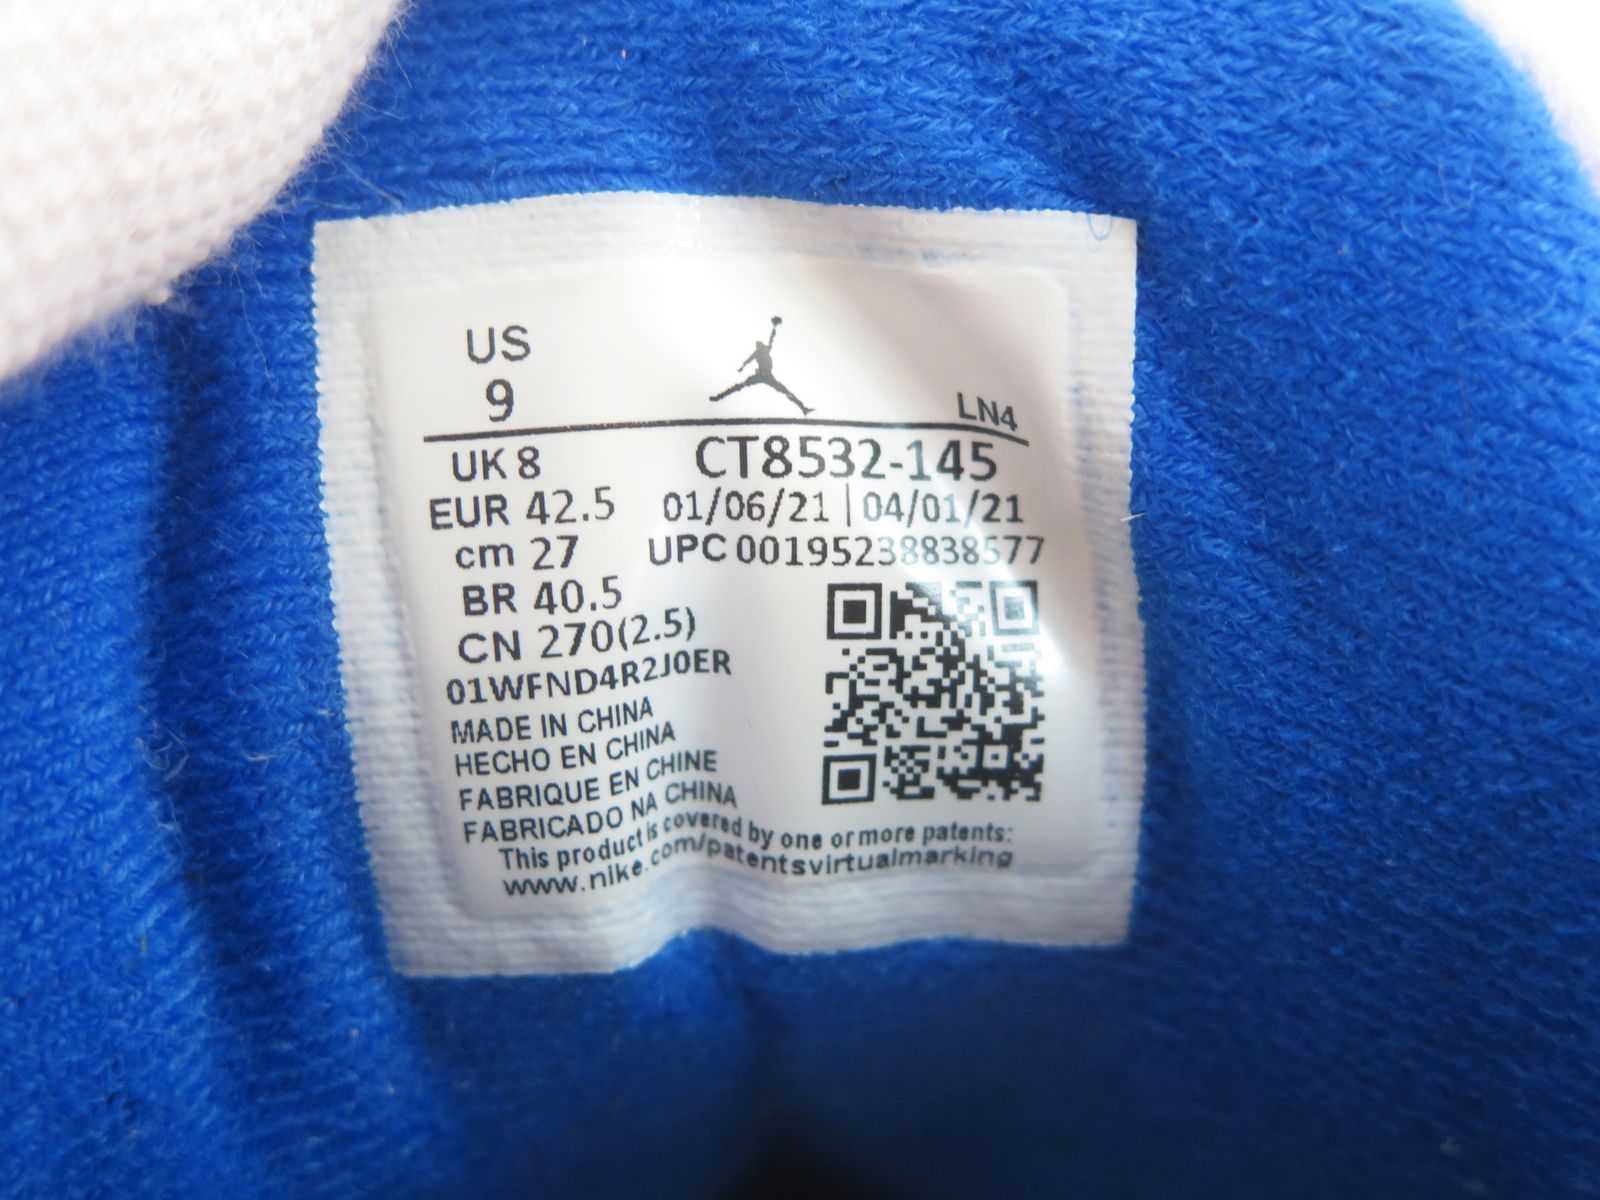 US
9
LN4
UK 8
CT8532-145
EUR 42.5
01/06/21 | 04/01/21
cm 27
UPC 00195238838577
BR 40.5
CN 270(2.5)
01WFND4R2J0ER
MADE IN CHINA
HECHO EN CHINA
FABRIQUE EN CHINE
FABRICADO NA CHINA
This product is covered by one or more patents:
www.nike.com/patentsvirtualmarking